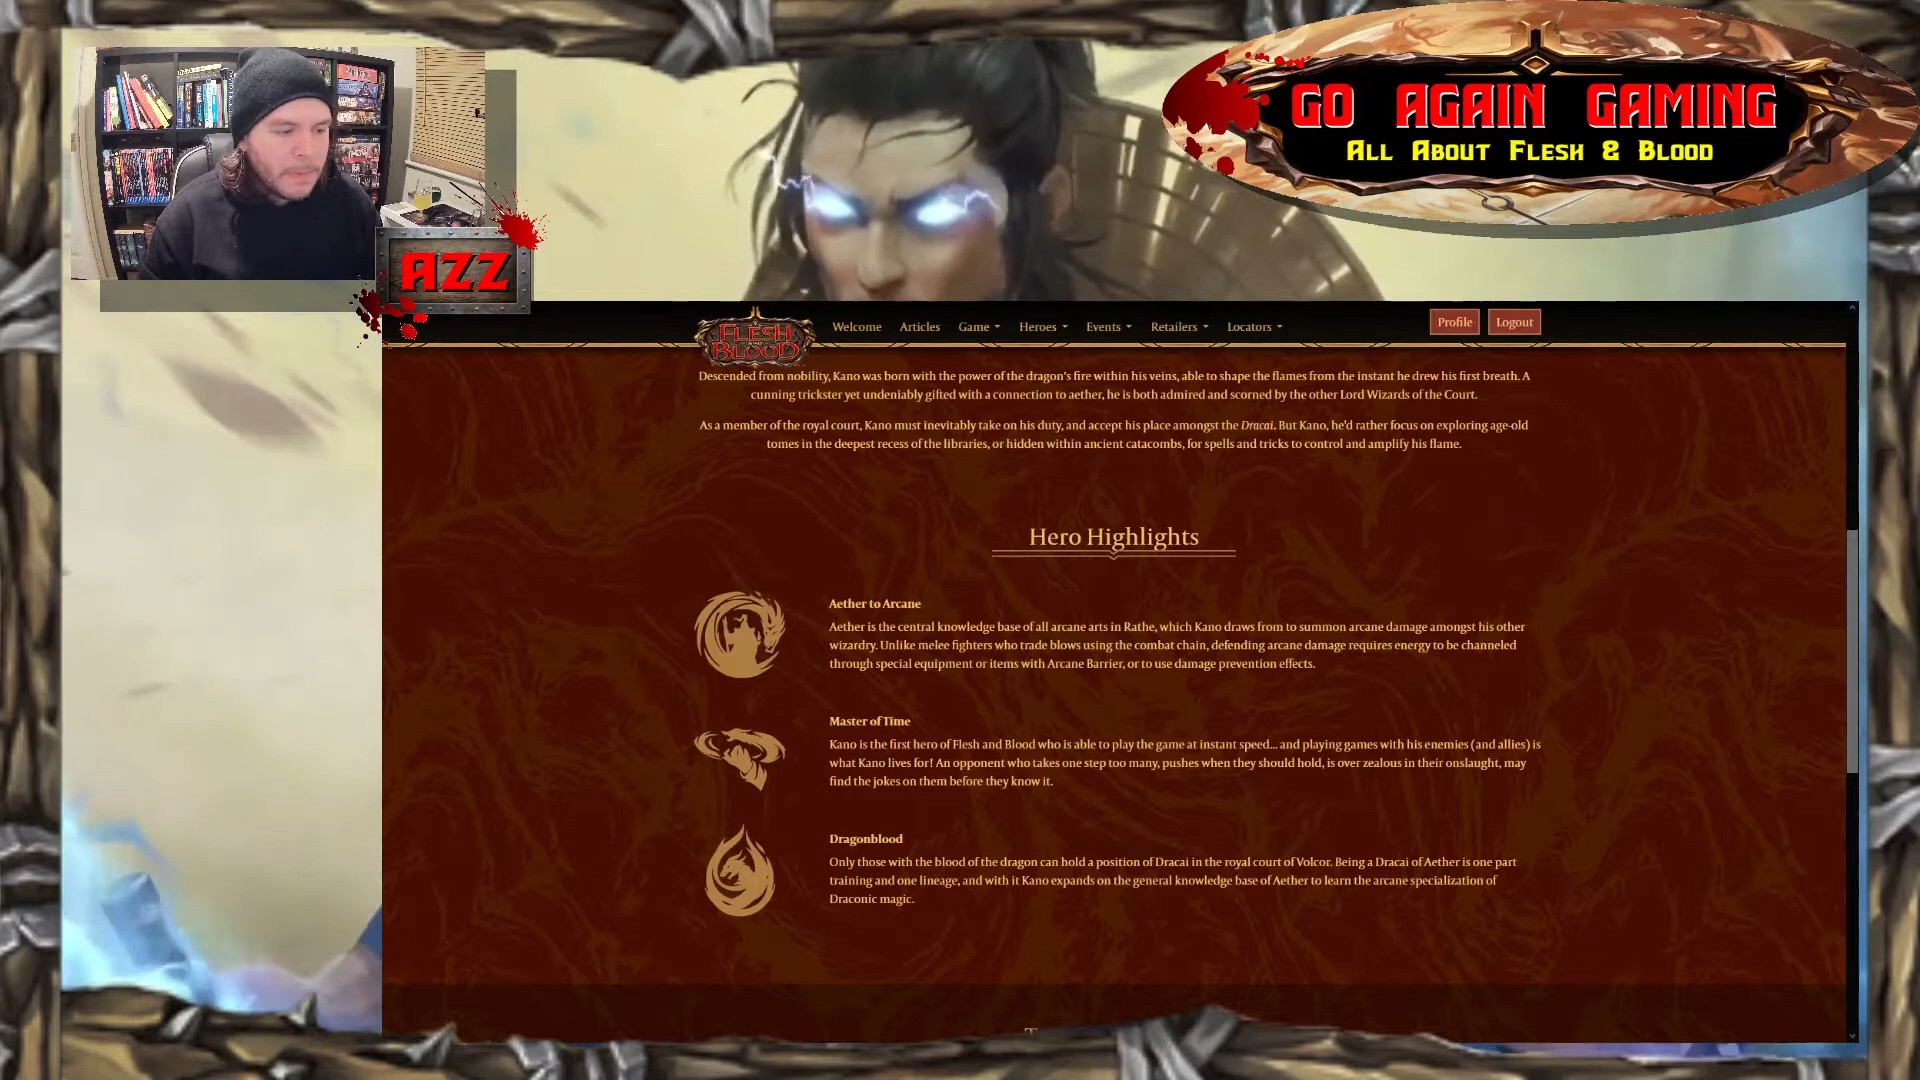 GO AGAIN GAMING
All About Flesh & Blood
AZZ
FLESH
AND
BLOOD
Welcome
Articles
Game
Heroes
Events
Retailers
Locators
Profile
Logout
Descended from nobility, Kano was born with the power of the dragon's fire within his veins, able to shape the flames from the instant he drew his first breath. A
cunning trickster yet undeniably gifted with a connection to aether, he is both admired and scorned by the other Lord Wizards of the Court.
As a member of the royal court, Kano must inevitably take on his duty, and accept his place amongst the Dracai. But Kano, he'd rather focus on exploring age-old
tomes in the deepest recess of the libraries, or hidden within ancient catacombs, for spells and tricks to control and amplify his flame.
Hero Highlights
Aether to Arcane
Aether is the central knowledge base of all arcane arts in Rathe, which Kano draws from to summon arcane damage amongst his other
wizardry. Unlike melee fighters who trade blows using the combat chain, defending arcane damage requires energy to be channeled
through special equipment or items with Arcane Barrier, or to use damage prevention effects.
Master of Time
Kano is the first hero of Flesh and Blood who is able to play the game at instant speed... and playing games with his enemies (and allies) is
what Kano lives for! An opponent who takes one step too many, pushes when they should hold, is over zealous in their onslaught, may
find the jokes on them before they know it.
Dragonblood
Only those with the blood of the dragon can hold a position of Dracai in the royal court of Volcor. Being a Dracai of Aether is one part
training and one lineage, and with it Kano expands on the general knowledge base of Aether to learn the arcane specialization of
Draconic magic.